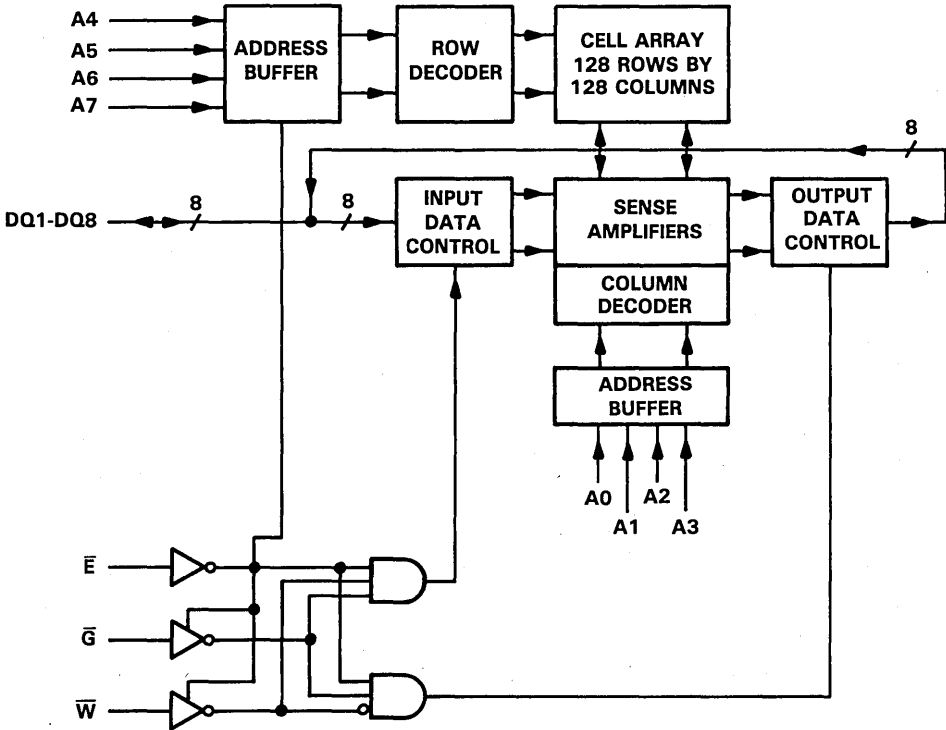 A4
A5
A6
A7
ADDRESS
BUFFER
ROW
DECODER
CELL ARRAY
128 ROWS BY
128 COLUMNS
8
DQ1-DQ8
8
8
INPUT
DATA
CONTROL
SENSE
AMPLIFIERS
OUTPUT
DATA
CONTROL
COLUMN
DECODER
ADDRESS
BUFFER
A0
A1
A2
A3
E̅
G̅
W̅